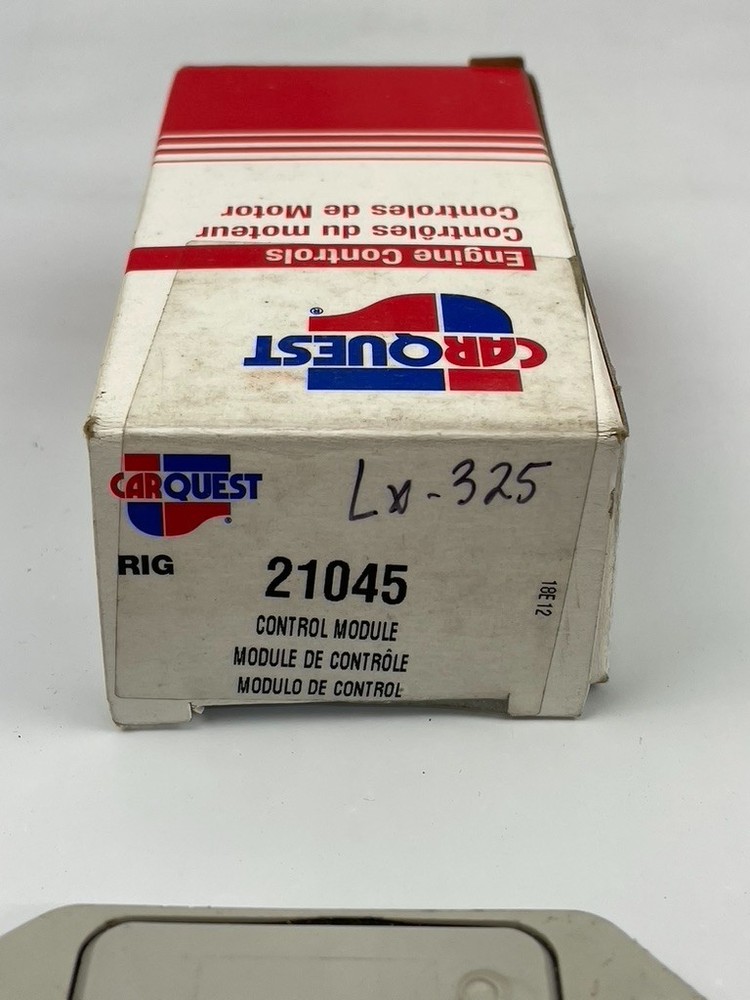 Controles de Motor
Contrôles du moteur
Engine Controls
CARQUEST®
CARQUEST®
Lx-325
RIG
21045
18E12
CONTROL MODULE
MODULE DE CONTRÔLE
MODULO DE CONTROL